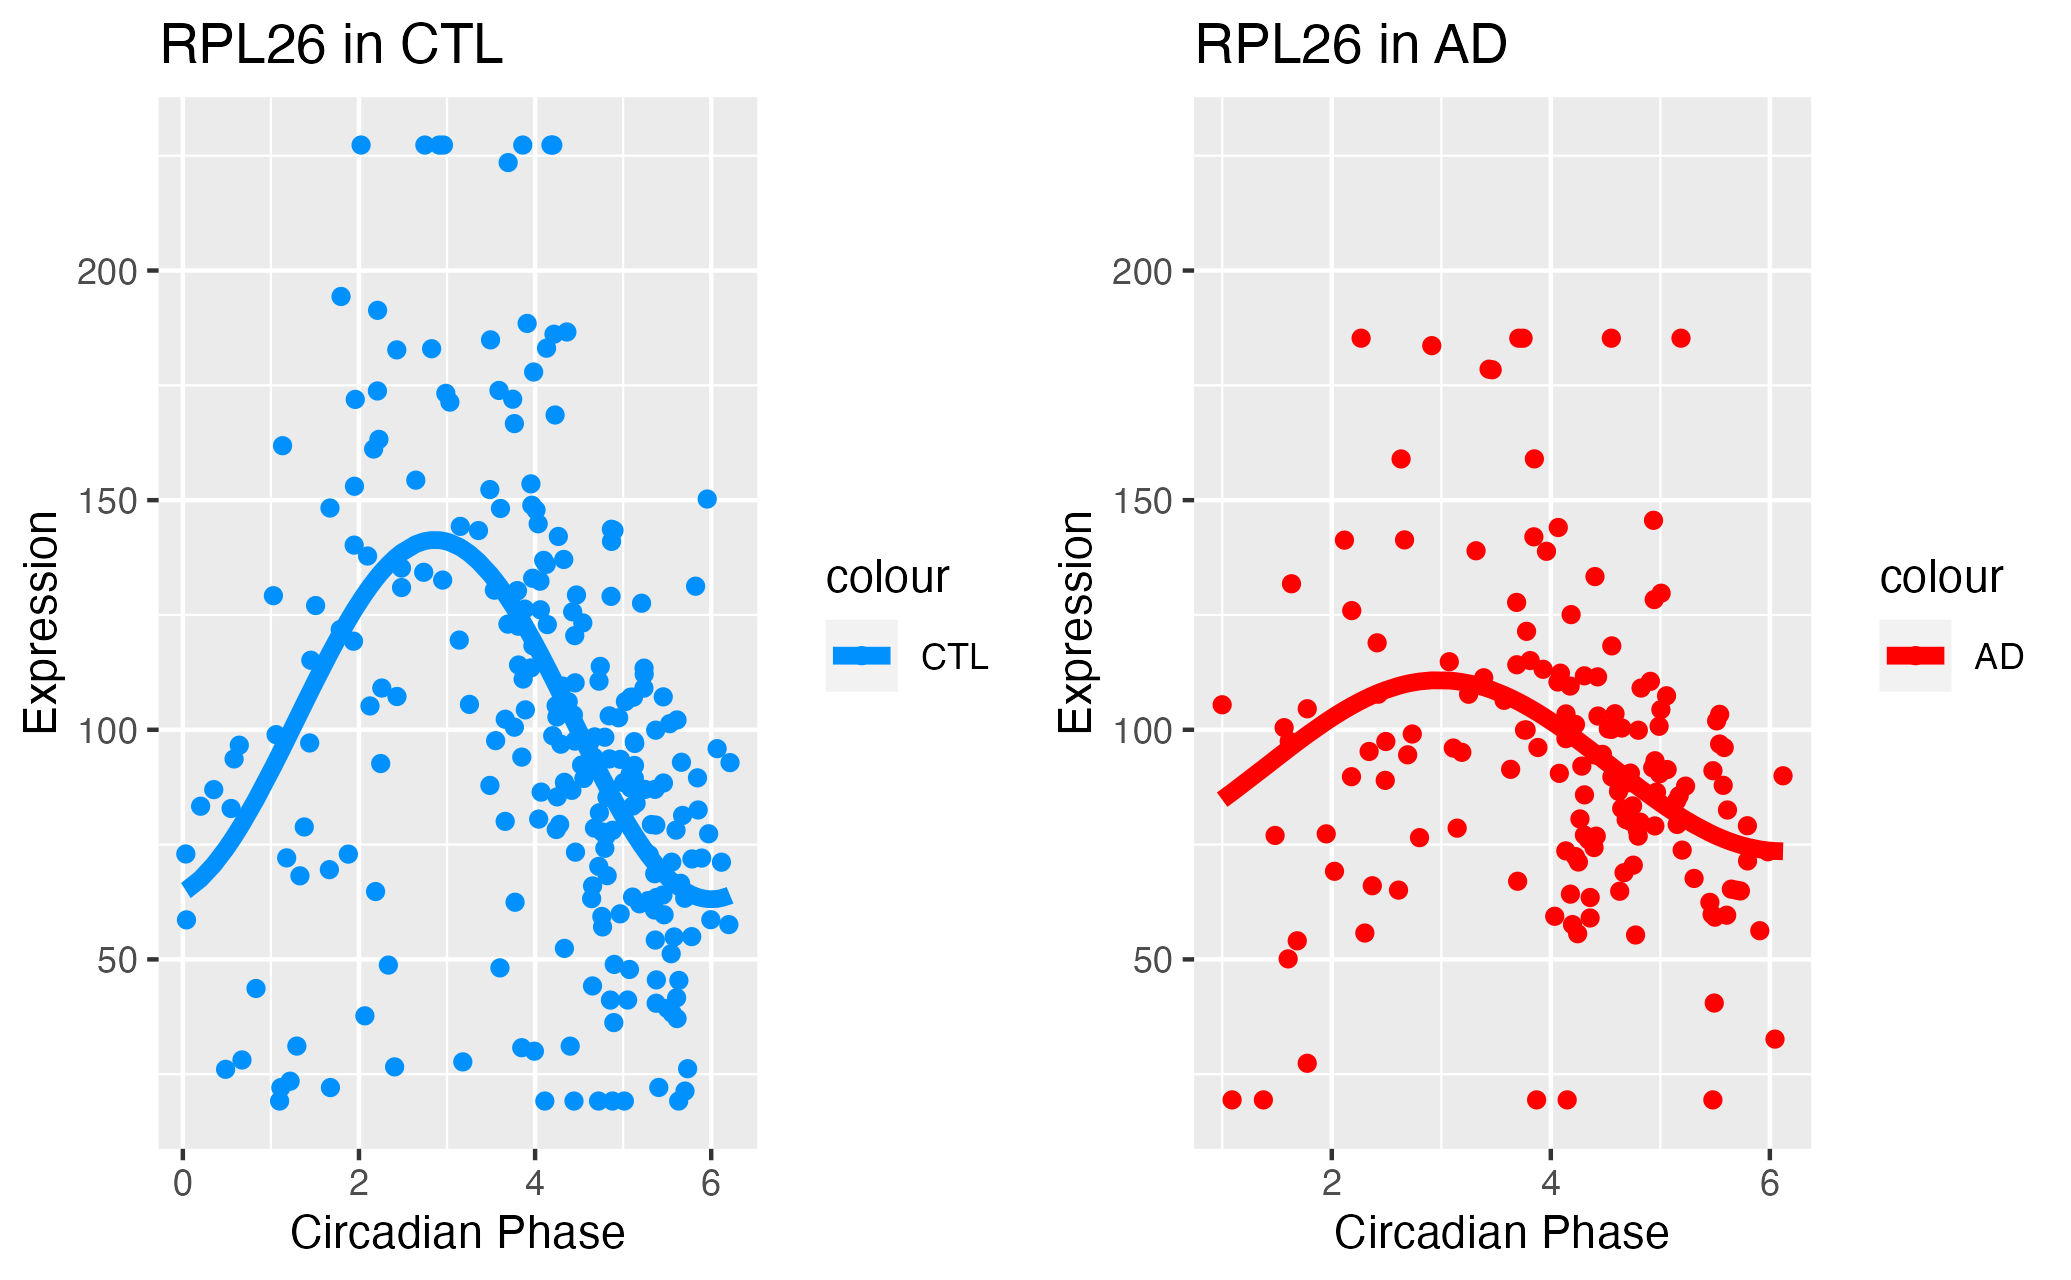 RPL26 in CTL
Expression
200
150
100
50
0 2 4 6
Circadian Phase
colour
CTL
RPL26 in AD
Expression
200
150
100
50
2 4 6
Circadian Phase
colour
AD